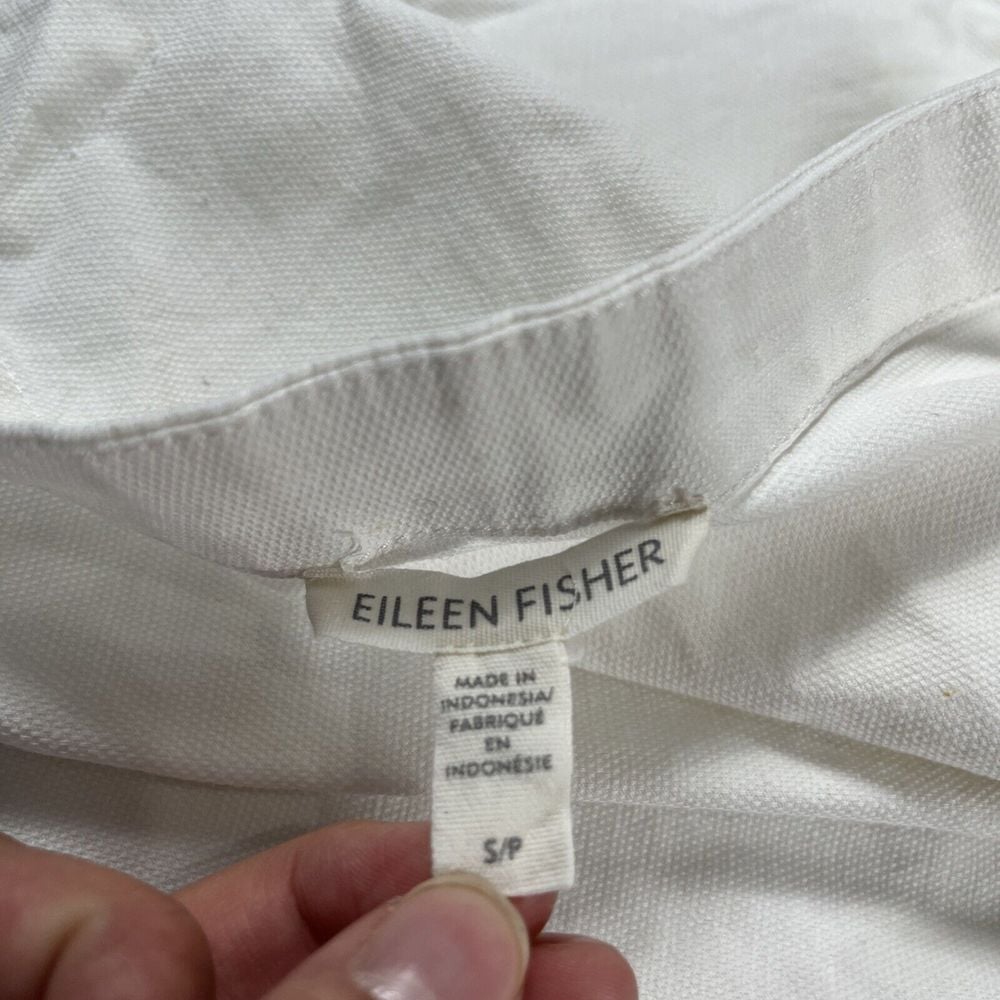 EILEEN FISHER
MADE IN
INDONESIA/
FABRIQUÉ
EN
INDONÉSIE
S/P